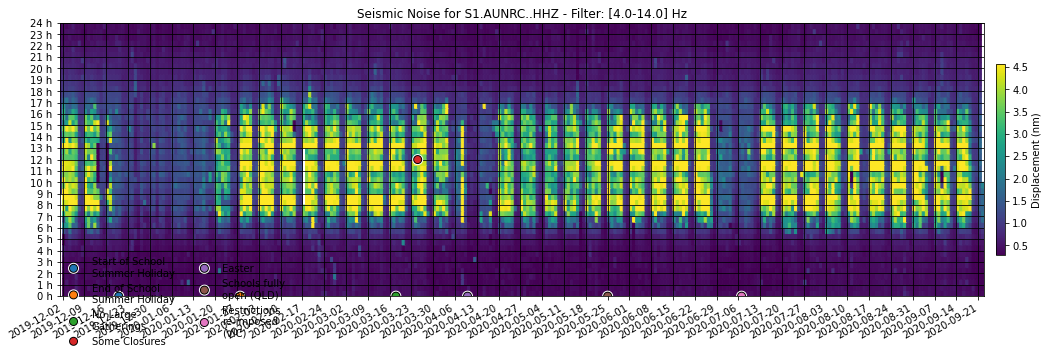 Seismic Noise for S1.AUNRC..HHZ - Filter: [4.0-14.0] Hz
24 h
23 h
22 h
21 h
20 h
19 h
18 h
17 h
16 h
15 h
14 h
13 h
12 h
11 h
10 h
9 h
8 h
7 h
6 h
5 h
4 h
3 h
2 h
1 h
0 h
4.5
4.0
3.5
3.0
2.5
2.0
1.5
1.0
0.5
Displacement (nm)
Start of School
Summer Holiday
End of School
Summer Holiday
No Large
Gatherings
Some Closures
Easter
Schools fully
open (QLD)
Restrictions
re-imposed
(VIC)
2019-12-02
2019-12-09
2020-02-24
2020-03-02
2020-03-09
2020-03-16
2020-03-23
2020-03-30
2020-04-06
2020-04-13
2020-04-20
2020-04-27
2020-05-04
2020-05-11
2020-05-18
2020-05-25
2020-06-01
2020-06-08
2020-06-15
2020-06-22
2020-06-29
2020-07-06
2020-07-13
2020-07-20
2020-07-27
2020-08-03
2020-08-10
2020-08-17
2020-08-24
2020-08-31
2020-09-07
2020-09-14
2020-09-21